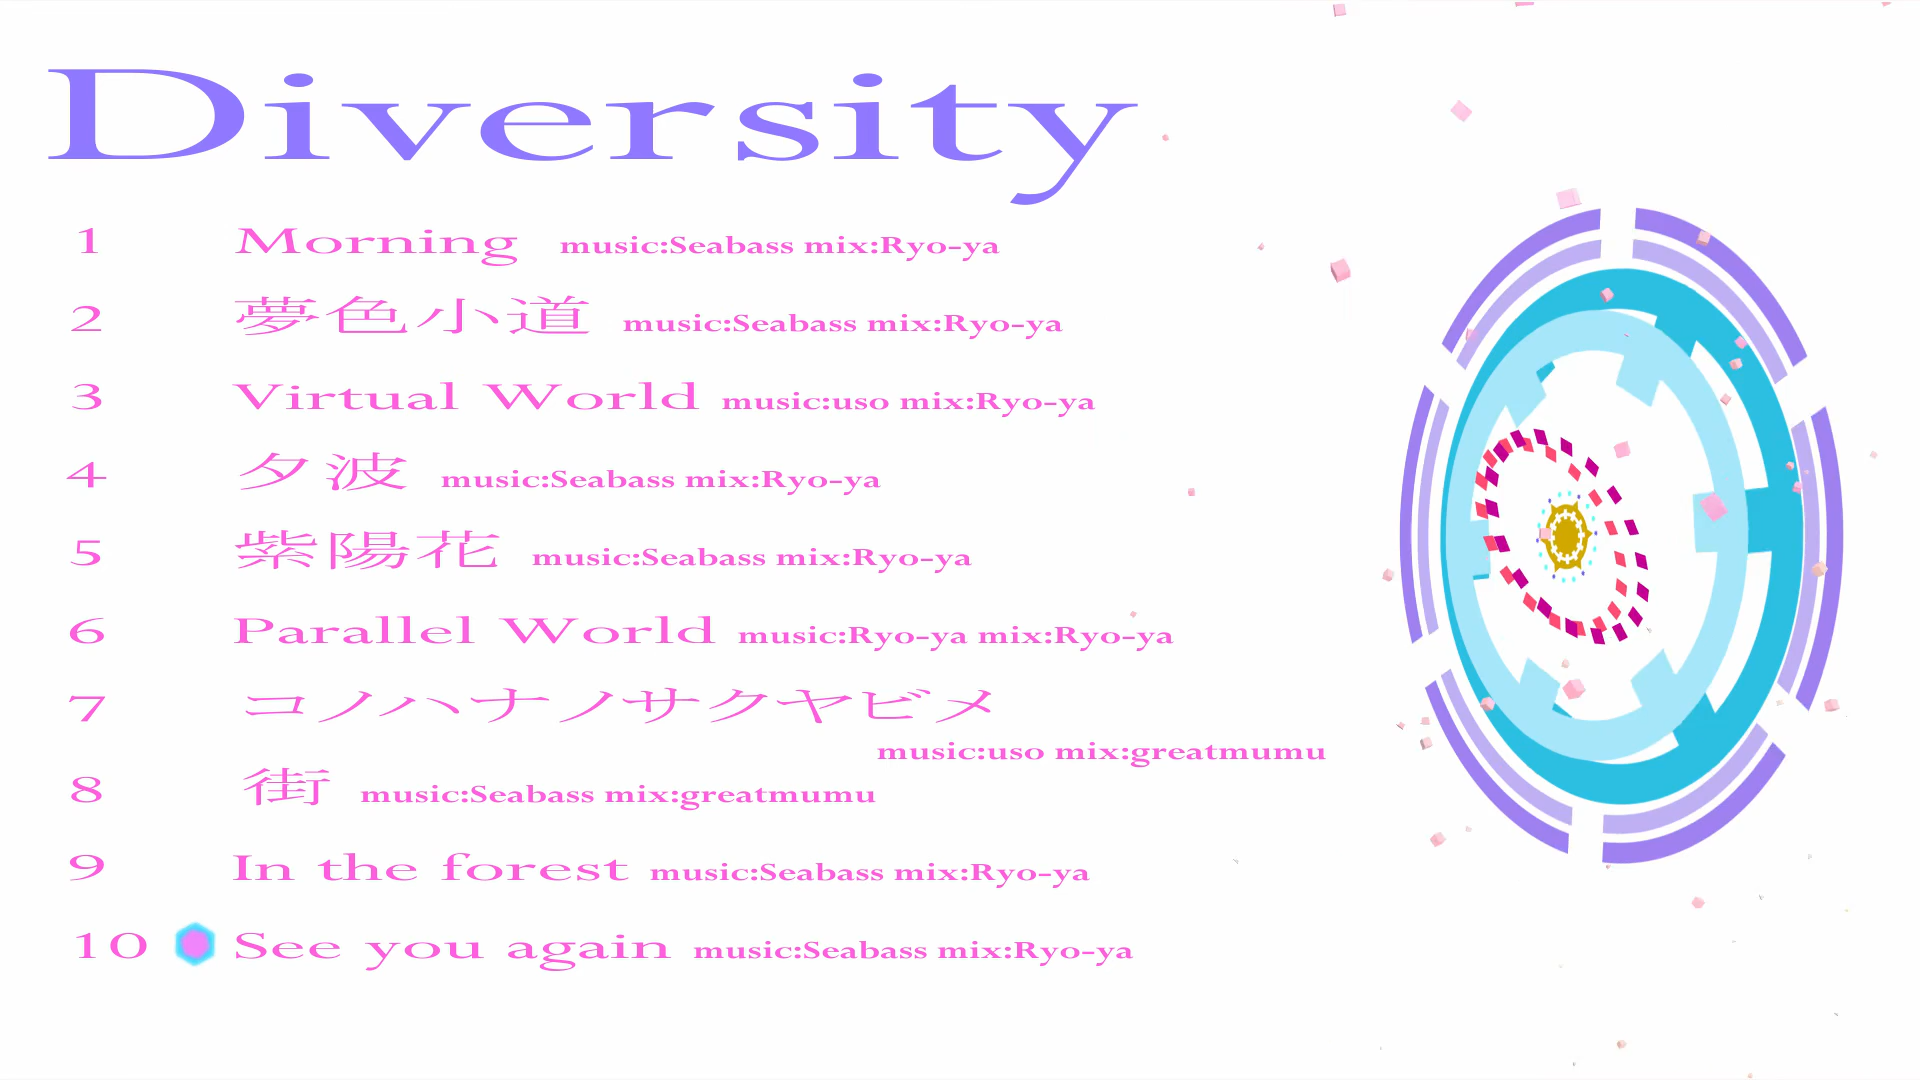 Diversity
1 Morning music:Seabass mix:Ryo-ya
2 夢色小道 music:Seabass mix:Ryo-ya
3 Virtual World music:uso mix:Ryo-ya
4 夕波 music:Seabass mix:Ryo-ya
5 紫陽花 music:Seabass mix:Ryo-ya
6 Parallel World music:Ryo-ya mix:Ryo-ya
7 コノハナノサクヤビメ
music:uso mix:greatmumu
8 街 music:Seabass mix:greatmumu
9 In the forest music:Seabass mix:Ryo-ya
10 See you again music:Seabass mix:Ryo-ya